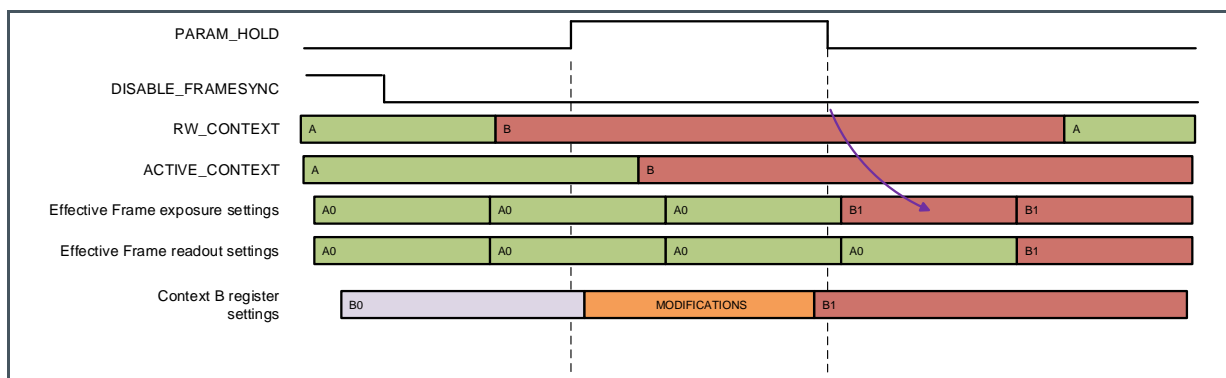 PARAM_HOLD
DISABLE_FRAMESYNC
RW_CONTEXT A B A
ACTIVE_CONTEXT A B
Effective Frame exposure settings A0 A0 A0 B1 B1
Effective Frame readout settings A0 A0 A0 A0 B1
Context B register
settings B0 MODIFICATIONS B1